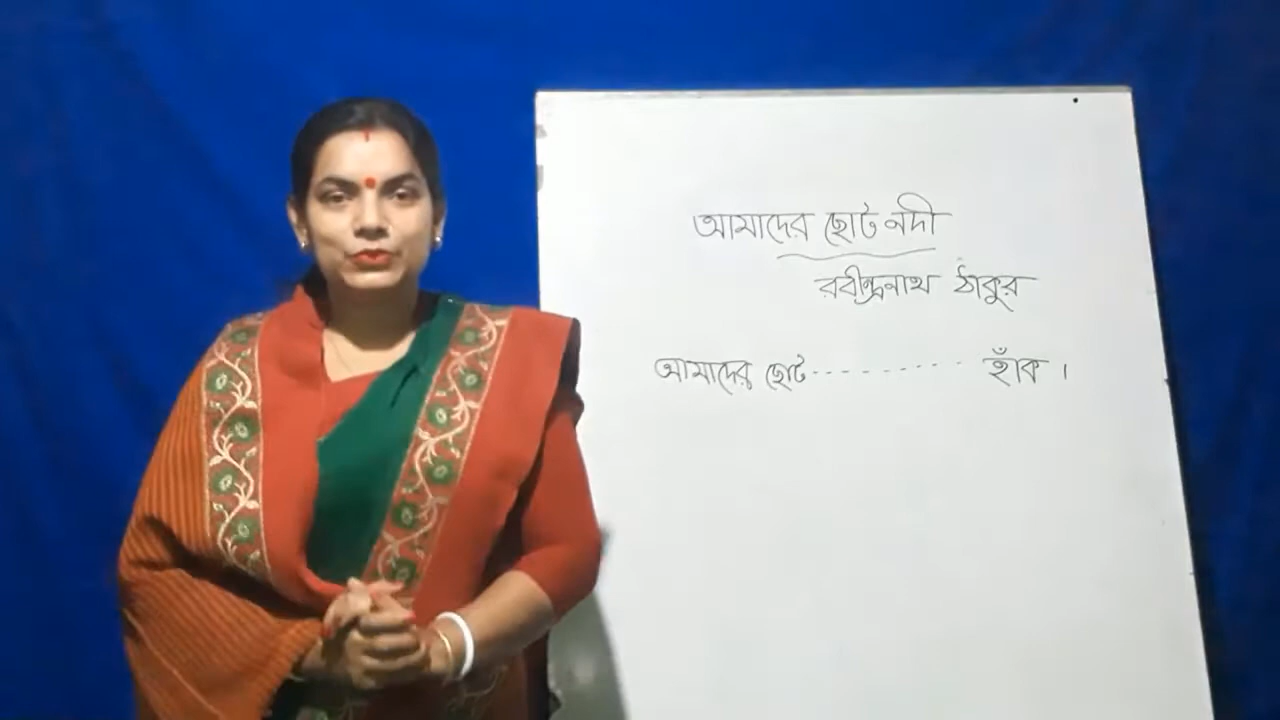 আমাদের ছোট নদী
রবীন্দ্রনাথ ঠাকুর
আমাদের ছোট - - - - - - - - - - হাঁক ।